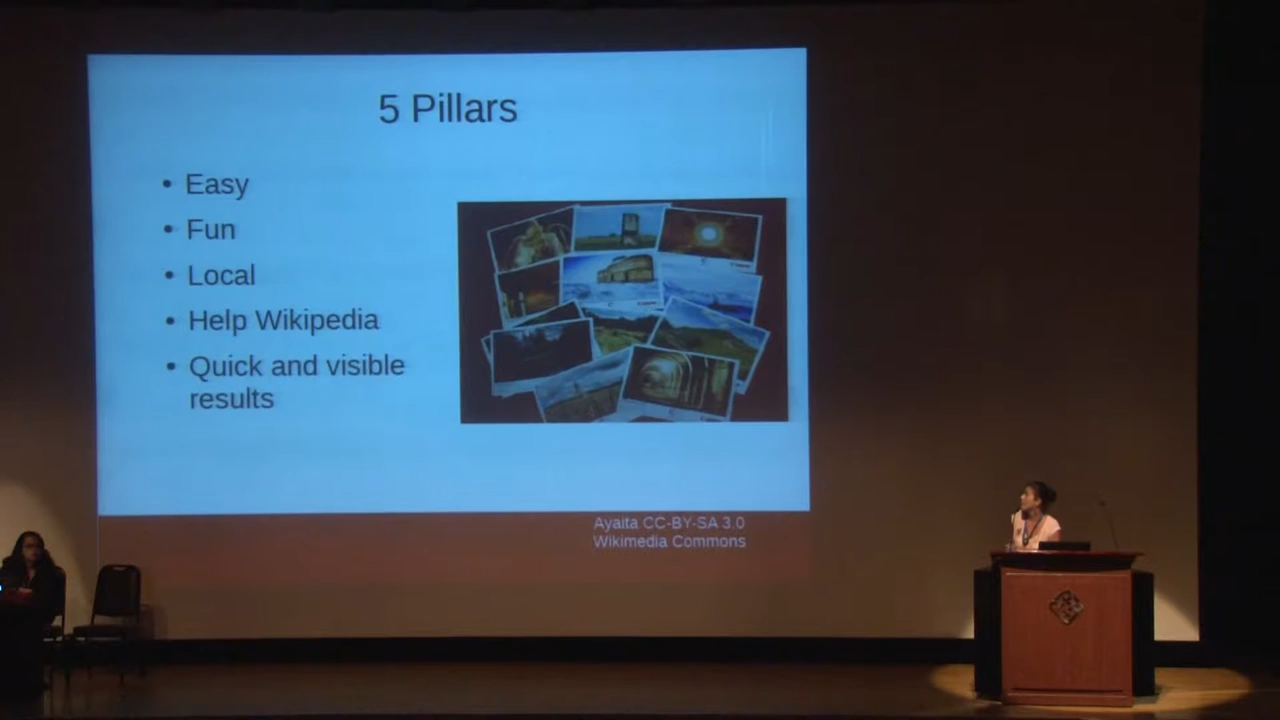 5 Pillars
• Easy
• Fun
• Local
• Help Wikipedia
• Quick and visible
results
Ayaita CC-BY-SA 3.0
Wikimedia Commons